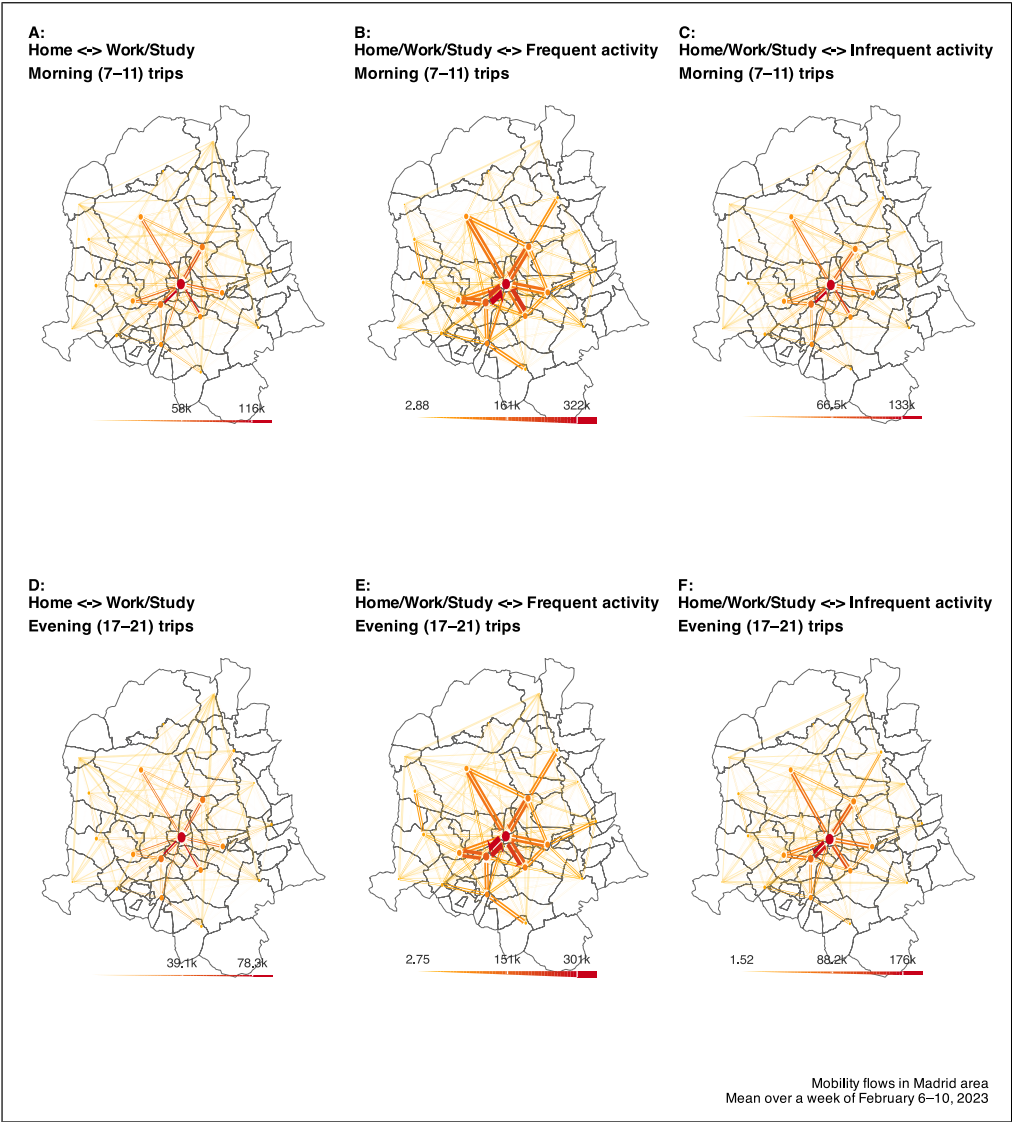 A:
Home <-> Work/Study
Morning (7–11) trips
58k
116k
B:
Home/Work/Study <-> Frequent activity
Morning (7–11) trips
2.88
161k
322k
C:
Home/Work/Study <-> Infrequent activity
Morning (7–11) trips
66.5k
133k
D:
Home <-> Work/Study
Evening (17–21) trips
39.1k
78.3k
E:
Home/Work/Study <-> Frequent activity
Evening (17–21) trips
2.75
151k
301k
F:
Home/Work/Study <-> Infrequent activity
Evening (17–21) trips
1.52
88.2k
176k
Mobility flows in Madrid area
Mean over a week of February 6–10, 2023